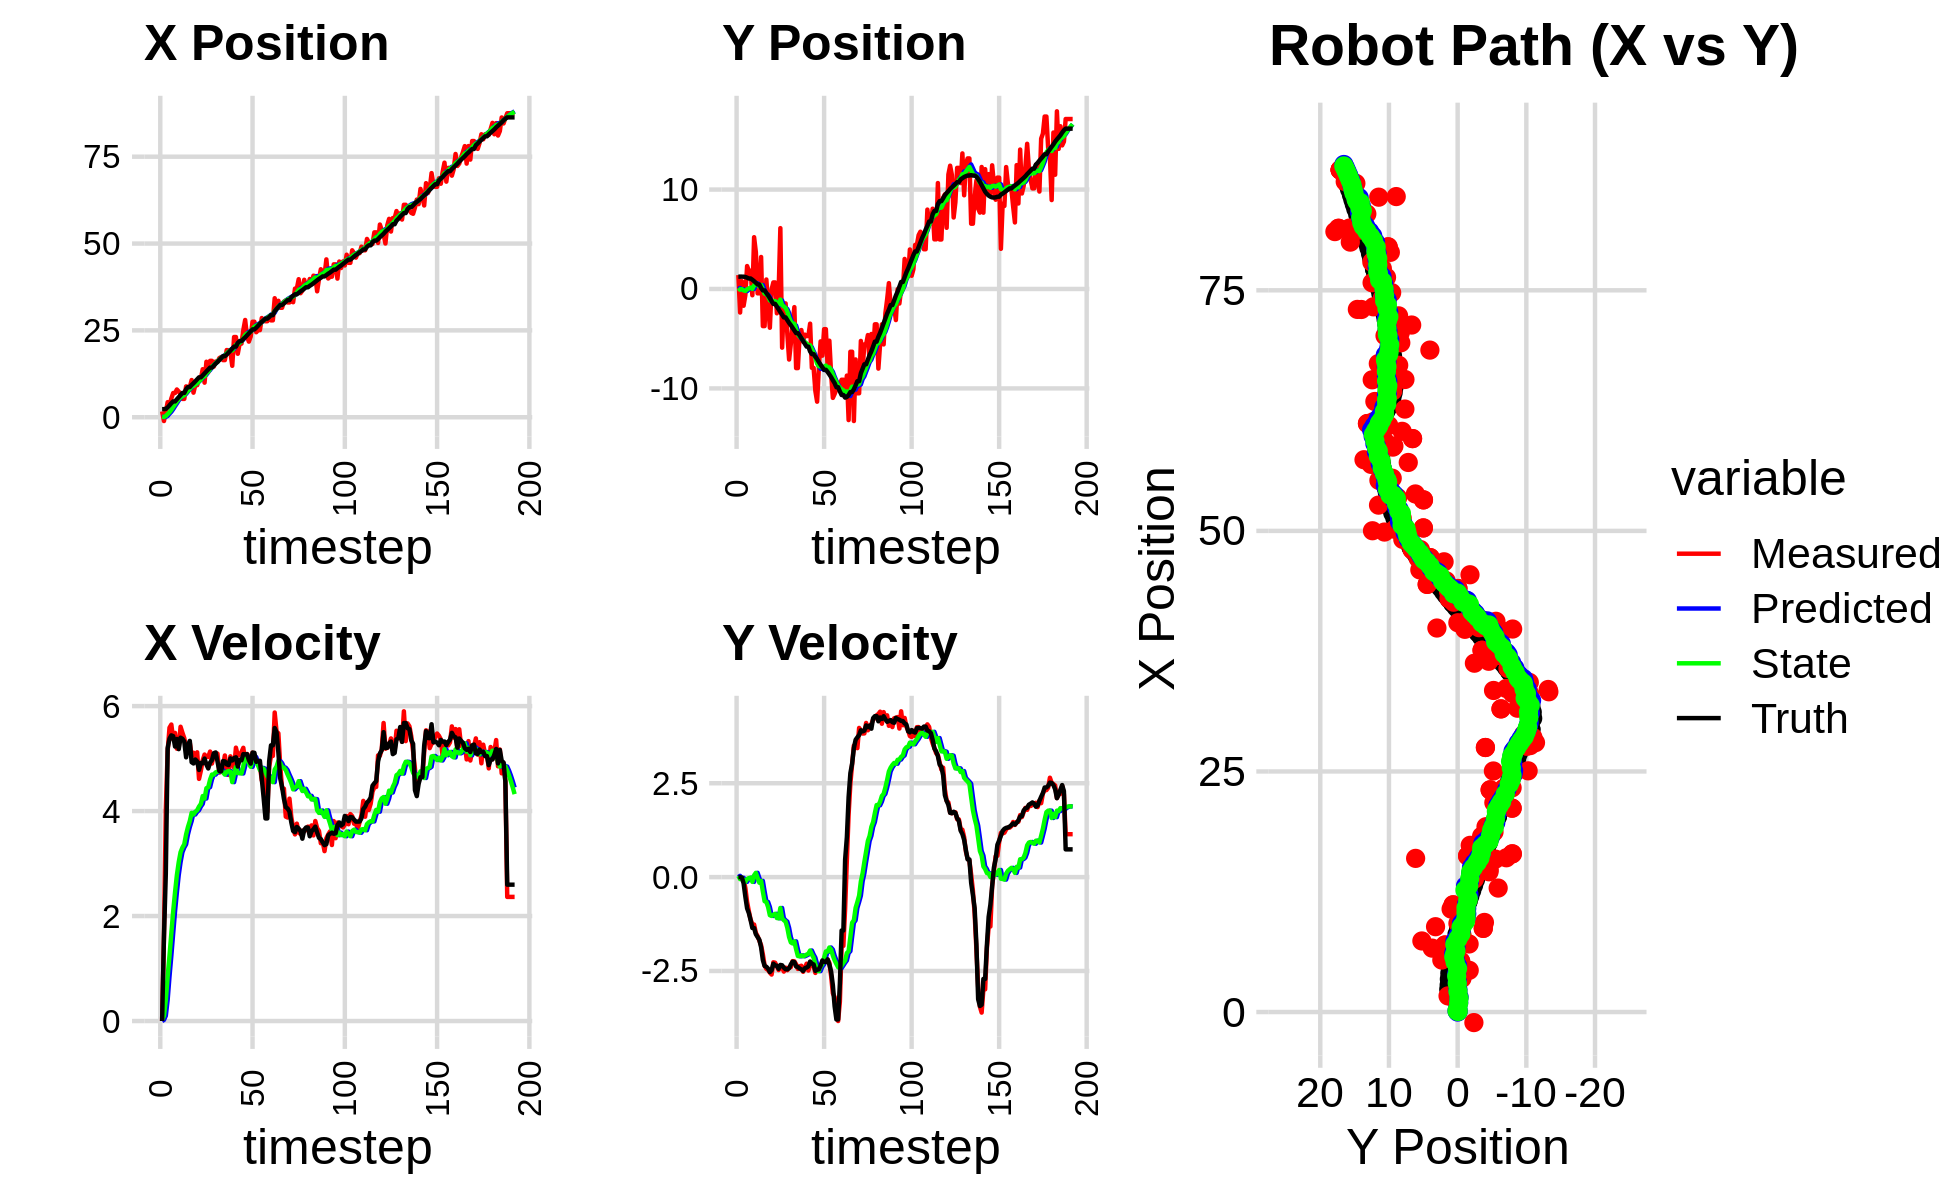 X Position
75
50
25
0
0
50
100
150
200
timestep
Y Position
10
0
-10
0
50
100
150
200
timestep
X Velocity
6
4
2
0
0
50
100
150
200
timestep
Y Velocity
2.5
0.0
-2.5
0
50
100
150
200
timestep
Robot Path (X vs Y)
X Position
75
50
25
0
20 10 0 -10 -20
Y Position
variable
Measured
Predicted
State
Truth